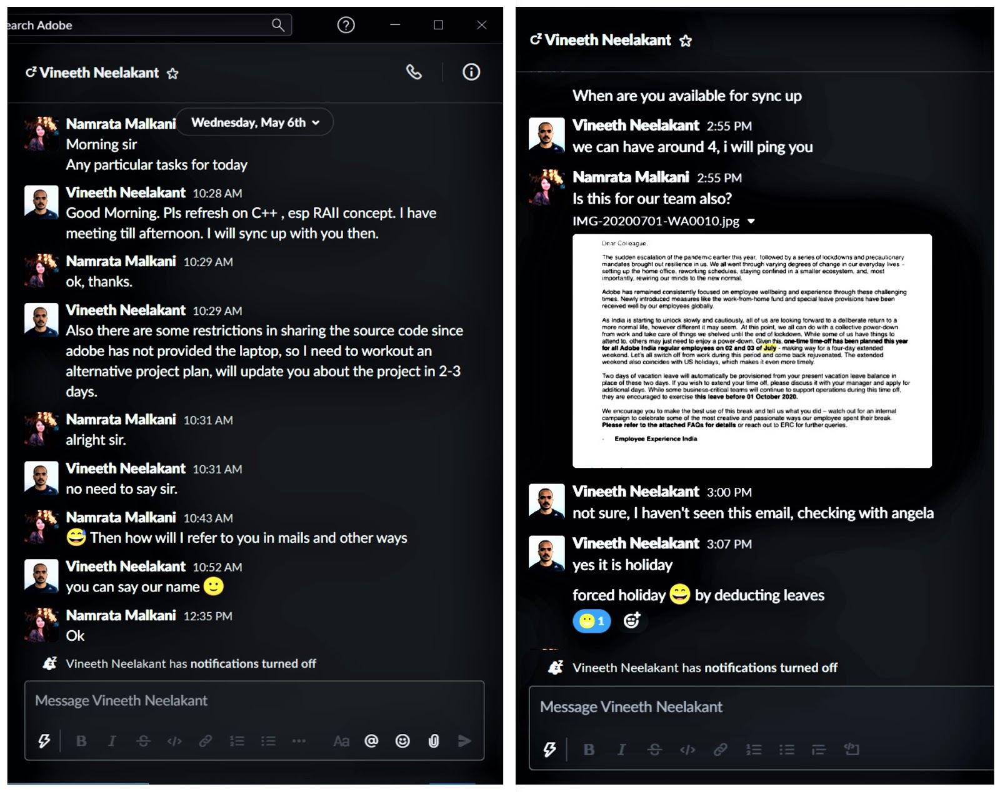 earch Adobe
Vineeth Neelakant
Wednesday, May 6th
Namrata Malkani
Morning sir
Any particular tasks for today
Vineeth Neelakant 10:28 AM
Good Morning. Pls refresh on C++ , esp RAII concept. I have
meeting till afternoon. I will sync up with you then.
Namrata Malkani 10:29 AM
ok, thanks.
Vineeth Neelakant 10:29 AM
Also there are some restrictions in sharing the source code since
adobe has not provided the laptop, so I need to workout an
alternative project plan, will update you about the project in 2-3
days.
Namrata Malkani 10:31 AM
alright sir.
Vineeth Neelakant 10:31 AM
no need to say sir.
Namrata Malkani 10:43 AM
😅 Then how will I refer to you in mails and other ways
Vineeth Neelakant 10:52 AM
you can say our name 🙂
Namrata Malkani 12:35 PM
Ok
Vineeth Neelakant has notifications turned off
Message Vineeth Neelakant
B I S </> Aa @
Vineeth Neelakant
When are you available for sync up
Vineeth Neelakant 2:55 PM
we can have around 4, i will ping you
Namrata Malkani 2:55 PM
Is this for our team also?
IMG-20200701-WA0010.jpg
Dear Colleague,
The sudden escalation of the pandemic earlier this year, followed by a series of lockdowns and precautionary
mandates brought out resilience in us. We all went through varying degrees of change in our everyday lives –
setting up the home office, reworking schedules, staying confined in a smaller ecosystem, and, most
importantly, rewiring our minds to the new normal.
Adobe has remained consistently focused on employee wellbeing and experience through these challenging
times. Newly introduced measures like the work-from-home fund and special leave provisions have been
received well by our employees globally.
As India is starting to unlock slowly and cautiously, all of us are looking forward to a deliberate return to a
more normal life, however different it may seem. At this point, we all can do with a collective power-down
from work and take care of things we shelved until the end of lockdown. While some of us have things to
attend to, others may just need to enjoy a power-down. Given this, one-time time-off has been planned this year
for all Adobe India regular employees on 02 and 03 of July - making way for a four-day extended
weekend. Let's all switch off from work during this period and come back rejuvenated. The extended
weekend also coincides with US holidays, which makes it even more timely.
Two days of vacation leave will automatically be provisioned from your present vacation leave balance in
place of these two days. If you wish to extend your time off, please discuss it with your manager and apply for
additional days. While some business-critical teams will continue to support operations during this time off,
they are encouraged to exercise this leave before 01 October 2020.
We encourage you to make the best use of this break and tell us what you did – watch out for an internal
campaign to celebrate some of the most creative and passionate ways our employee spent their break.
Please refer to the attached FAQs for details or reach out to ERC for further queries.
- Employee Experience India
Vineeth Neelakant 3:00 PM
not sure, I haven't seen this email, checking with angela
Vineeth Neelakant 3:07 PM
yes it is holiday
forced holiday 😄 by deducting leaves
1
Vineeth Neelakant has notifications turned off
Message Vineeth Neelakant
B I S </>